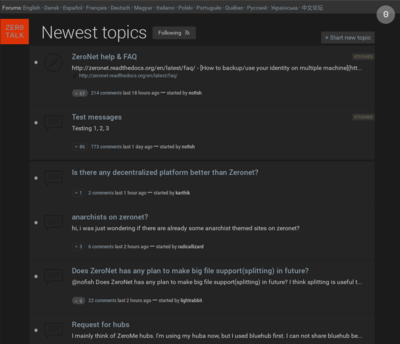 Forums: English · Dansk · Español · Français · Deutsch · Magyar · Italiano · Polski · Português · Québec · Русский · Українська · 中文论坛
0
ZERO
TALK
Newest topics
Following
+ Start new topic
ZeroNet help & FAQ
http://zeronet.readthedocs.org/en/latest/faq/ - [How to backup/use your identity on multiple machine](htt...
http://zeronet.readthedocs.org/en/latest/faq/
214 comments last 18 hours ago — started by nofish
Test messages
Testing 1, 2, 3
773 comments last 1 day ago — started by nofish
Is there any decentralized platform better than Zeronet?
1 2 comments last 1 hour ago — started by karthik
anarchists on zeronet?
hi, i was just wondering if there are some anarchist themed sites on zeronet?
3 6 comments last 2 hours ago — started by radicallizard
Does ZeroNet has any plan to make big file support(splitting) in future?
@nofish Does ZeroNet has any plan to make big file support(splitting) in future? I think splitting is useful t...
22 comments last 2 hours ago — started by lightrabbit
Request for hubs
I mainly think of ZeroMe hubs. I'm using my huba now, but I used bluehub first. I can not share bluehub be...